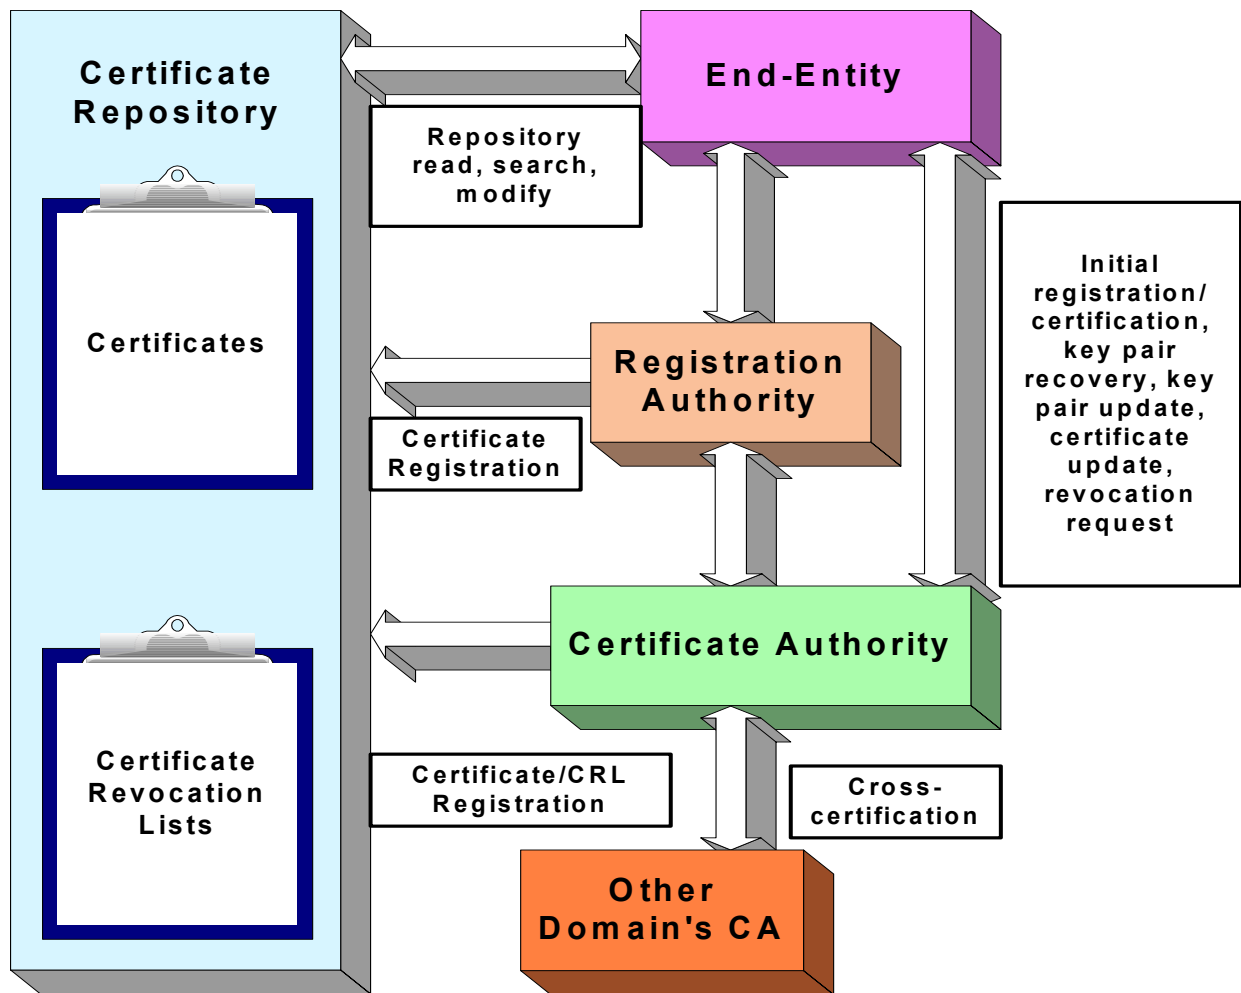 Certificate
Repository
End-Entity
Repository
read, search,
modify
Certificates
Initial
registration/
certification,
key pair
recovery, key
pair update,
certificate
update,
revocation
request
Registration
Authority
Certificate
Registration
Certificate Authority
Certificate
Revocation
Lists
Certificate/CRL
Registration
Cross-
certification
Other
Domain's CA